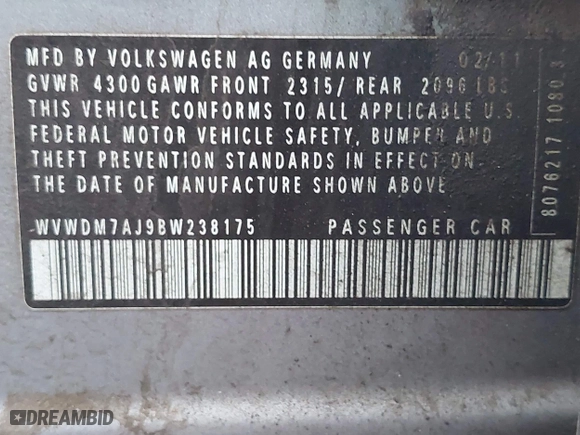 MFD BY VOLKSWAGEN AG GERMANY 02/11
GVWR 4300 GAWR FRONT 2315/ REAR 2096 LBS
THIS VEHICLE CONFORMS TO ALL APPLICABLE U.S.
FEDERAL MOTOR VEHICLE SAFETY, BUMPER AND
THEFT PREVENTION STANDARDS IN EFFECT ON
THE DATE OF MANUFACTURE SHOWN ABOVE
WVWDM7AJ9BW238175 PASSENGER CAR
8076217 1080 3
DREAMBID